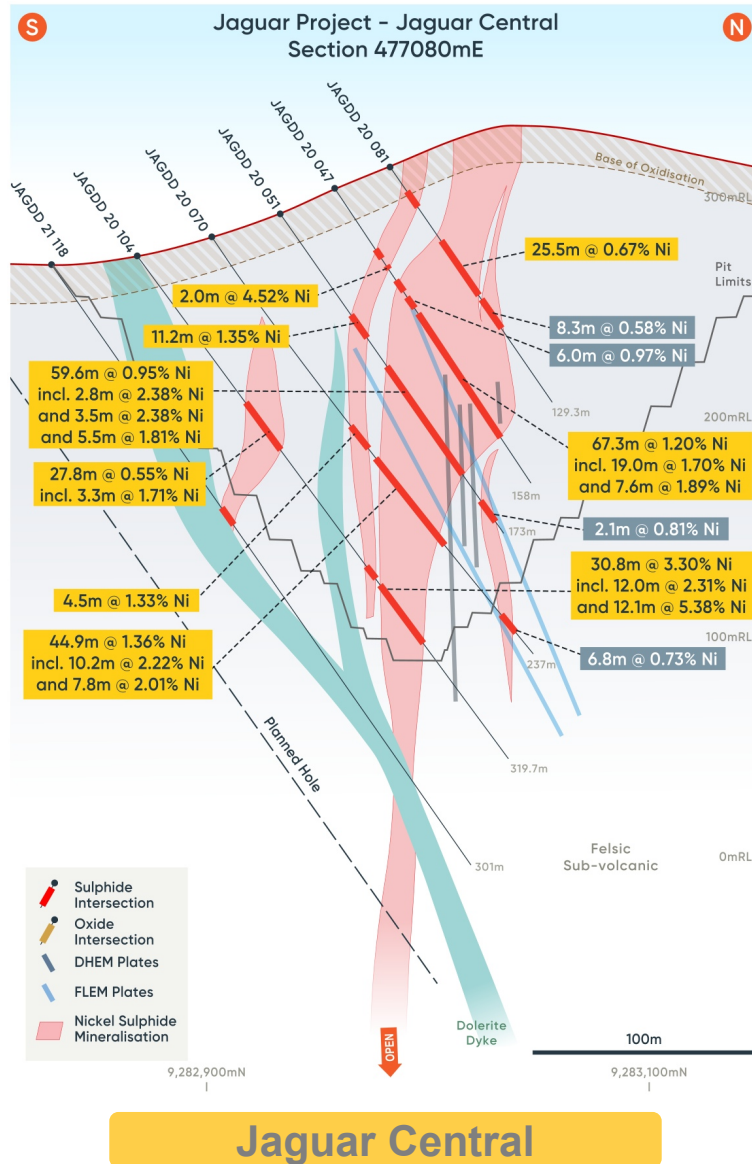 S
Jaguar Project - Jaguar Central
Section 477080mE
N
JAGDD 21 118
JAGDD 20 104
JAGDD 20 070
JAGDD 20 051
JAGDD 20 047
JAGDD 20 081
Base of Oxidisation
300mRL
Pit
Limits
25.5m @ 0.67% Ni
2.0m @ 4.52% Ni
8.3m @ 0.58% Ni
11.2m @ 1.35% Ni
6.0m @ 0.97% Ni
59.6m @ 0.95% Ni
incl. 2.8m @ 2.38% Ni
and 3.5m @ 2.38% Ni
and 5.5m @ 1.81% Ni
129.3m
200mRL
67.3m @ 1.20% Ni
incl. 19.0m @ 1.70% Ni
and 7.6m @ 1.89% Ni
27.8m @ 0.55% Ni
incl. 3.3m @ 1.71% Ni
158m
173m
2.1m @ 0.81% Ni
30.8m @ 3.30% Ni
incl. 12.0m @ 2.31% Ni
and 12.1m @ 5.38% Ni
4.5m @ 1.33% Ni
100mRL
44.9m @ 1.36% Ni
incl. 10.2m @ 2.22% Ni
and 7.8m @ 2.01% Ni
6.8m @ 0.73% Ni
237m
Planned Hole
319.7m
Felsic
Sub-volcanic
0mRL
301m
Sulphide
Intersection
Oxide
Intersection
DHEM Plates
FLEM Plates
Nickel Sulphide
Mineralisation
OPEN
Dolerite
Dyke
100m
9,282,900mN
9,283,100mN
Jaguar Central